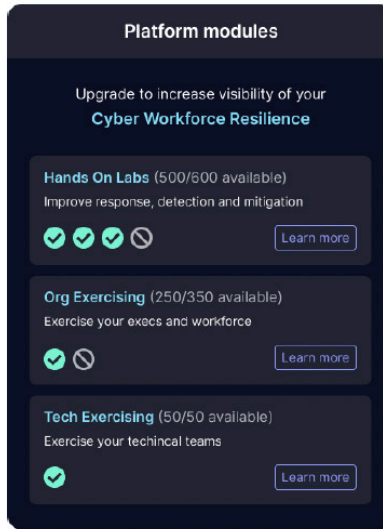 Platform modules
Upgrade to increase visibility of your
Cyber Workforce Resilience
Hands On Labs (500/600 available)
Improve response, detection and mitigation
Learn more
Org Exercising (250/350 available)
Exercise your execs and workforce
Learn more
Tech Exercising (50/50 available)
Exercise your techincal teams
Learn more